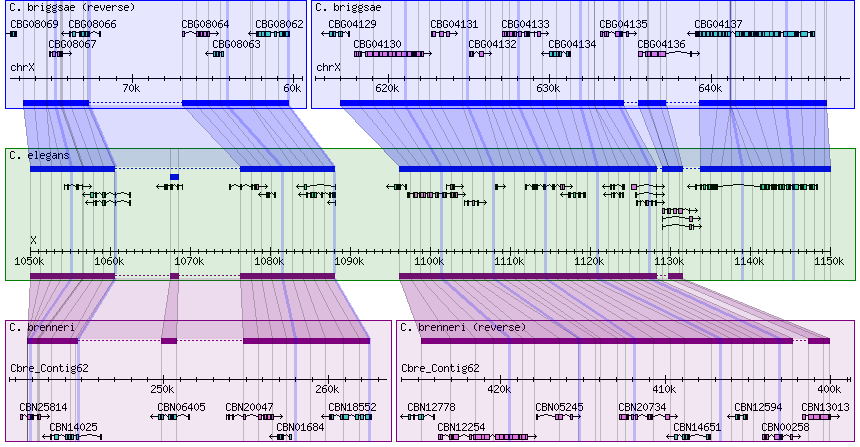 C. briggsae (reverse)
CBG08069 CBG08066 CBG08064 CBG08062
CBG08067 CBG08063
chrX
70k 60k
C. briggsae
CBG04129 CBG04131 CBG04133 CBG04135 CBG04137
CBG04130 CBG04132 CBG04134 CBG04136
chrX
620k 630k 640k
C. elegans
X
1050k 1060k 1070k 1080k 1090k 1100k 1110k 1120k 1130k 1140k 1150k
C. brenneri
Cbre_Contig62
250k 260k
CBN25814 CBN06405 CBN20047 CBN18552
CBN14025 CBN01684
C. brenneri (reverse)
Cbre_Contig62
420k 410k 400k
CBN12778 CBN05245 CBN20734 CBN12594 CBN13013
CBN12254 CBN14651 CBN00258